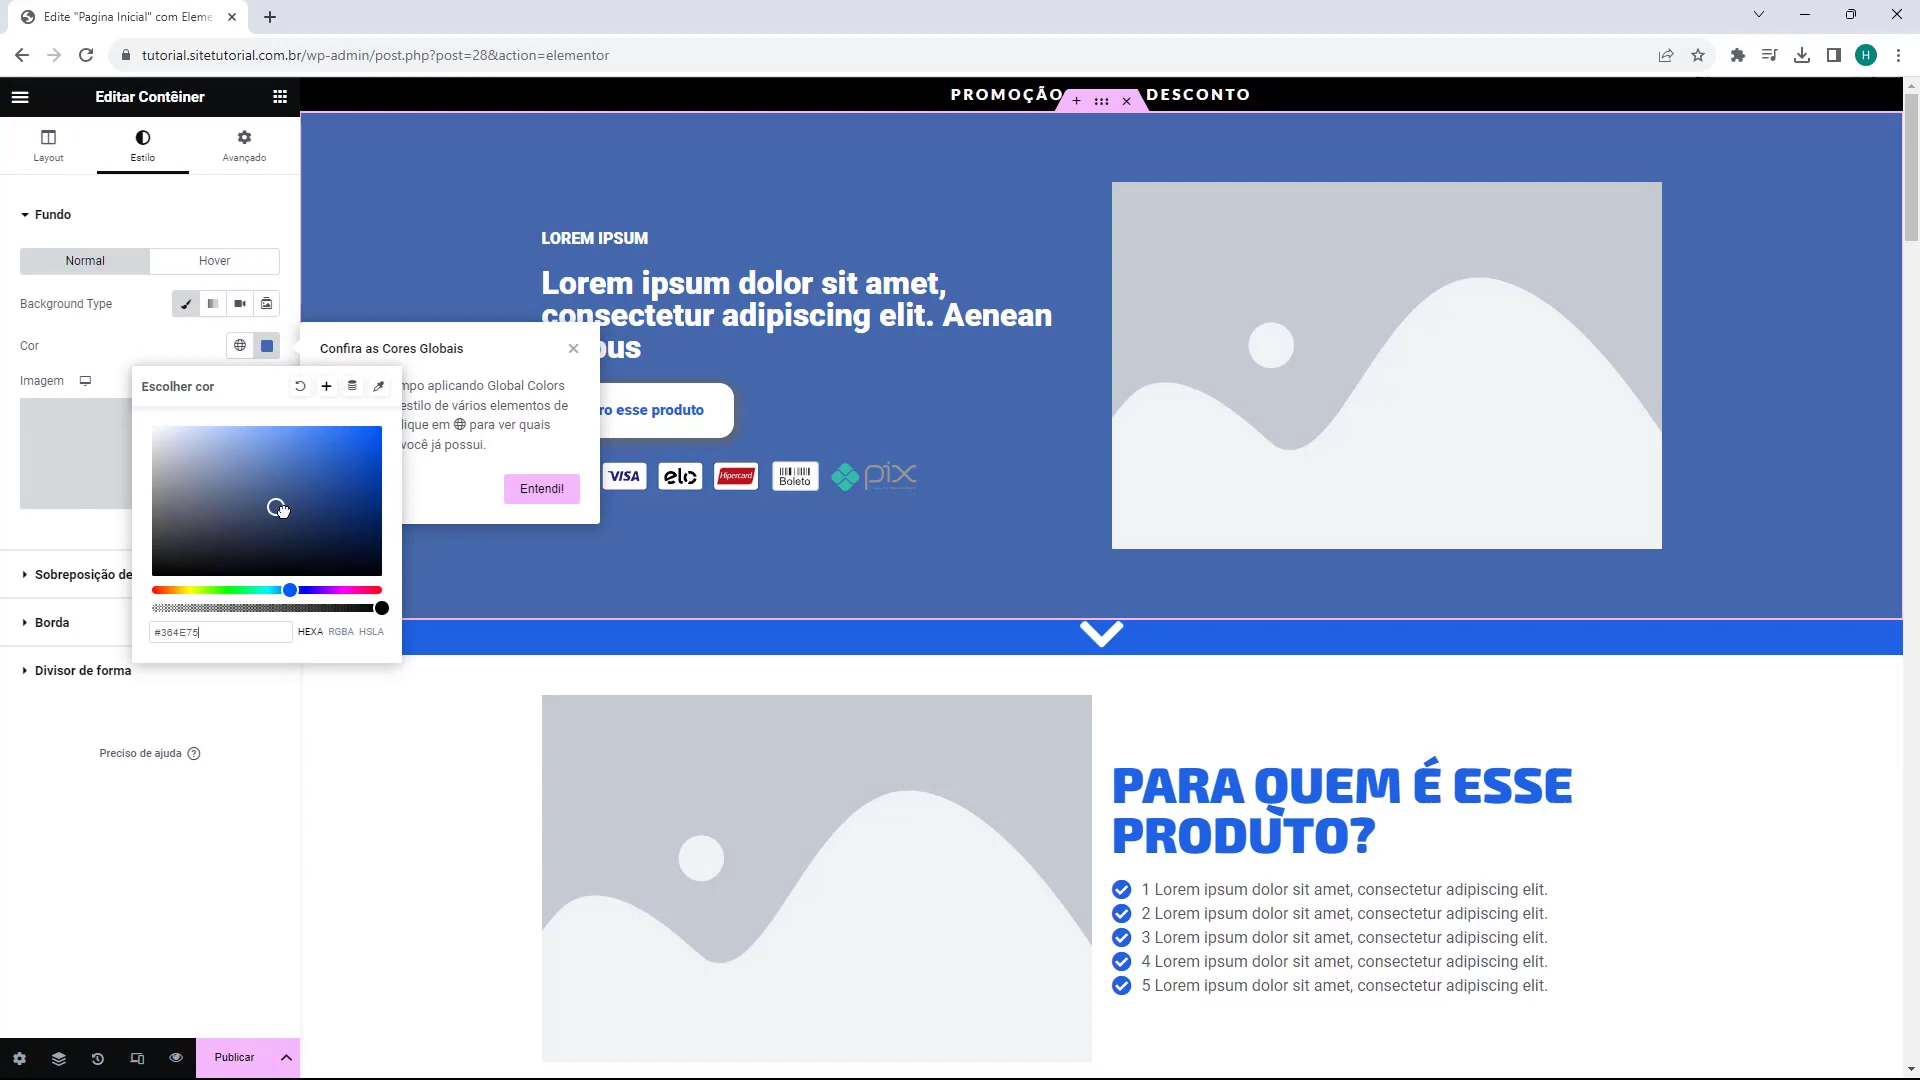 Edite "Pagina Inicial" com Eleme
tutorial.sitetutorial.com.br/wp-admin/post.php?post=28&action=elementor
H
Editar Contêiner
Layout
Estilo
Avançado
Fundo
Normal
Hover
Background Type
Cor
Imagem
Escolher cor
#364E75
HEXA RGBA HSLA
Sobreposição de
Borda
Divisor de forma
Preciso de ajuda
Publicar
Confira as Cores Globais
mpo aplicando Global Colors
estilo de vários elementos de
lique em para ver quais
você já possui.
Entendi!
PROMOÇÃO DESCONTO
LOREM IPSUM
Lorem ipsum dolor sit amet,
consectetur adipiscing elit. Aenean
bus
ro esse produto
VISA
elo
Hipercard
Boleto
pix
PARA QUEM É ESSE
PRODUTO?
1 Lorem ipsum dolor sit amet, consectetur adipiscing elit.
2 Lorem ipsum dolor sit amet, consectetur adipiscing elit.
3 Lorem ipsum dolor sit amet, consectetur adipiscing elit.
4 Lorem ipsum dolor sit amet, consectetur adipiscing elit.
5 Lorem ipsum dolor sit amet, consectetur adipiscing elit.